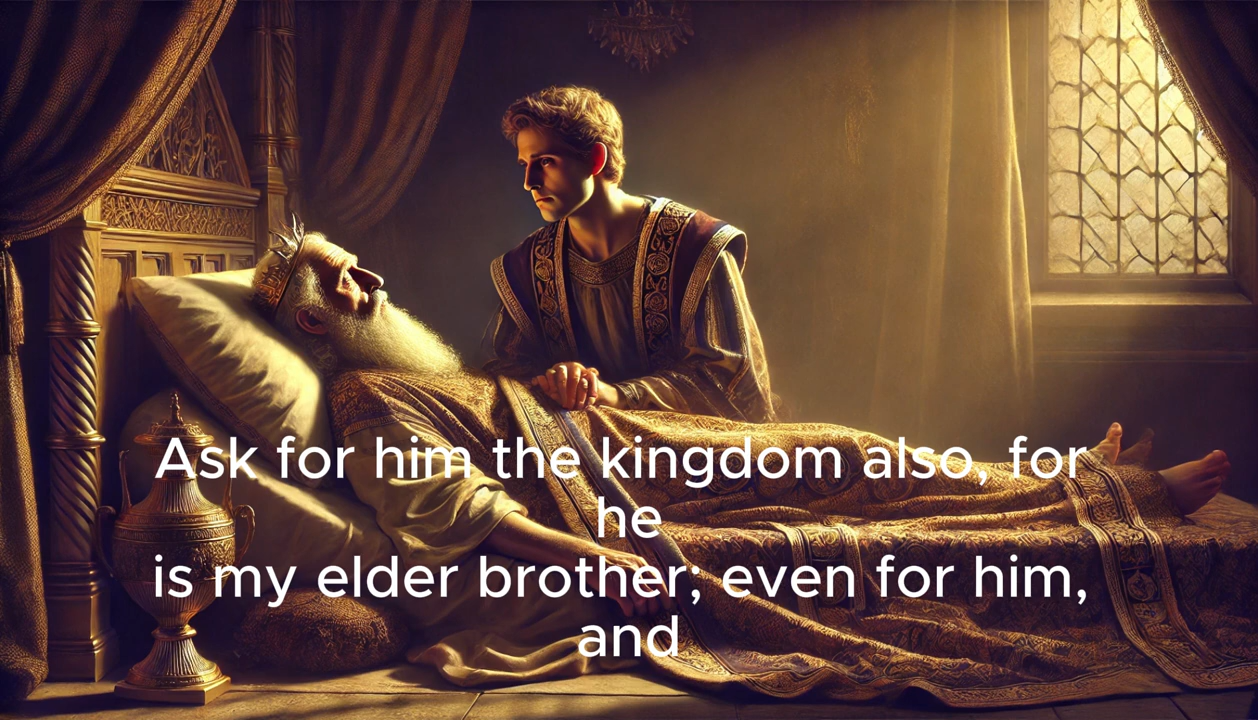 Ask for him the kingdom also, for
he
is my elder brother; even for him,
and